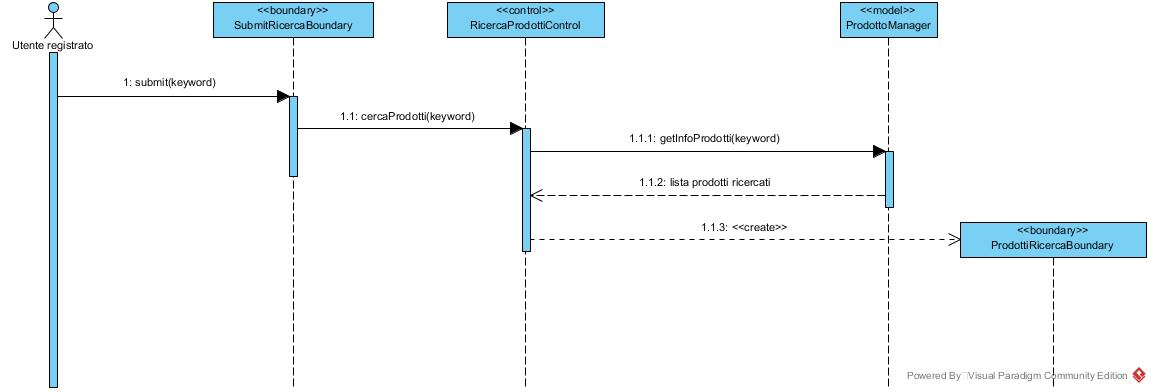 <<boundary>>
SubmitRicercaBoundary
<<control>>
RicercaProdottiControl
<<model>>
ProdottoManager
Utente registrato
1: submit(keyword)
1.1: cercaProdotti(keyword)
1.1.1: getInfoProdotti(keyword)
1.1.2: lista prodotti ricercati
1.1.3: <<create>>
<<boundary>>
ProdottiRicercaBoundary
Powered By Visual Paradigm Community Edition